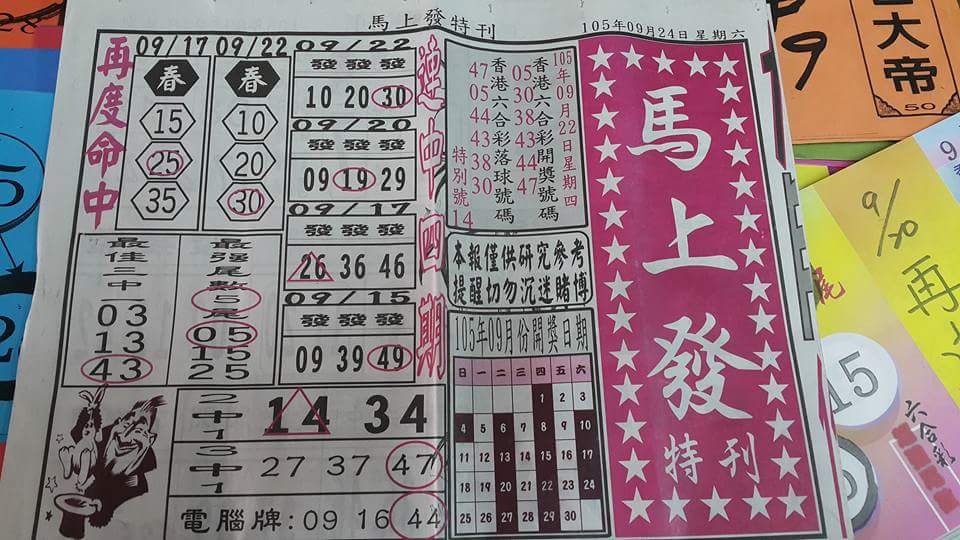 馬上發特刊
105年09月24日 星期六
再度命中
09/17
春
15
25
35
09/22
春
10
20
30
09/22
發發發
10 20 30
09/20
發發發
09 19 29
09/17
發發發
26 36 46
09/15
發發發
09 39 49
連中四期
105年09月22日星期四
香港六合彩開獎號碼
05
30
38
43
44
47
香港六合彩落球號碼
47
05
44
43
38
30
特別號14
本報僅供研究參考
提醒切勿沉迷賭博
最強尾數
5尾
05
15
25
最佳三中一
03
13
43
2中1
14 34
3中1
27 37 47
電腦牌:09 16 44
105年09月份開獎日期
日 一 二 三 四 五 六
1 2 3
4 5 6 7 8 9 10
11 12 13 14 15 16 17
18 19 20 21 22 23 24
25 26 27 28 29 30
馬上發
特刊
9
大帝
50
9/20
再
15
六合彩